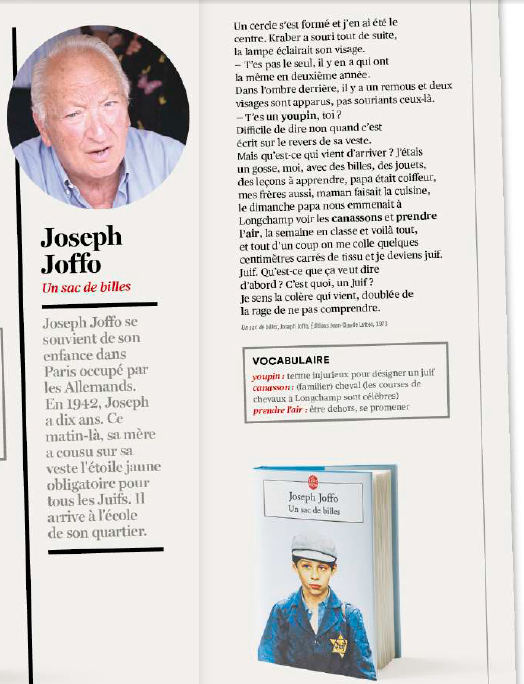 Joseph
Joffo
Un sac de billes
Joseph Joffo se
souvient de son
enfance dans
Paris occupé par
les Allemands.
En 1942, Joseph
a dix ans. Ce
matin-là, sa mère
a cousu sur sa
veste l'étoile jaune
obligatoire pour
tous les Juifs. Il
arrive à l'école
de son quartier.
Un cercle s'est formé et j'en ai été le
centre. Kraber a souri tout de suite,
la lampe éclairait son visage.
– T'es pas le seul, il y en a qui ont
la même en deuxième année.
Dans l'ombre derrière, il y a un remous et deux
visages sont apparus, pas souriants ceux-là.
– T'es un youpin, toi ?
Difficile de dire non quand c'est
écrit sur le revers de sa veste.
Mais qu'est-ce qui vient d'arriver ? J'étais
un gosse, moi, avec des billes, des jouets,
des leçons à apprendre, papa était coiffeur,
mes frères aussi, maman faisait la cuisine,
le dimanche papa nous emmenait à
Longchamp voir les canassons et prendre
l'air, la semaine en classe et voilà tout,
et tout d'un coup on me colle quelques
centimètres carrés de tissu et je deviens juif.
Juif. Qu'est-ce que ça veut dire
d'abord ? C'est quoi, un Juif ?
Je sens la colère qui vient, doublée de
la rage de ne pas comprendre.
Un sac de billes, Joseph Joffo, Éditions Jean-Claude Lattès, 1973
VOCABULAIRE
youpin : terme injurieux pour désigner un juif
canasson : (familier) cheval (les courses de
chevaux à Longchamp sont célèbres)
prendre l'air : être dehors, se promener
Joseph Joffo
Un sac de billes